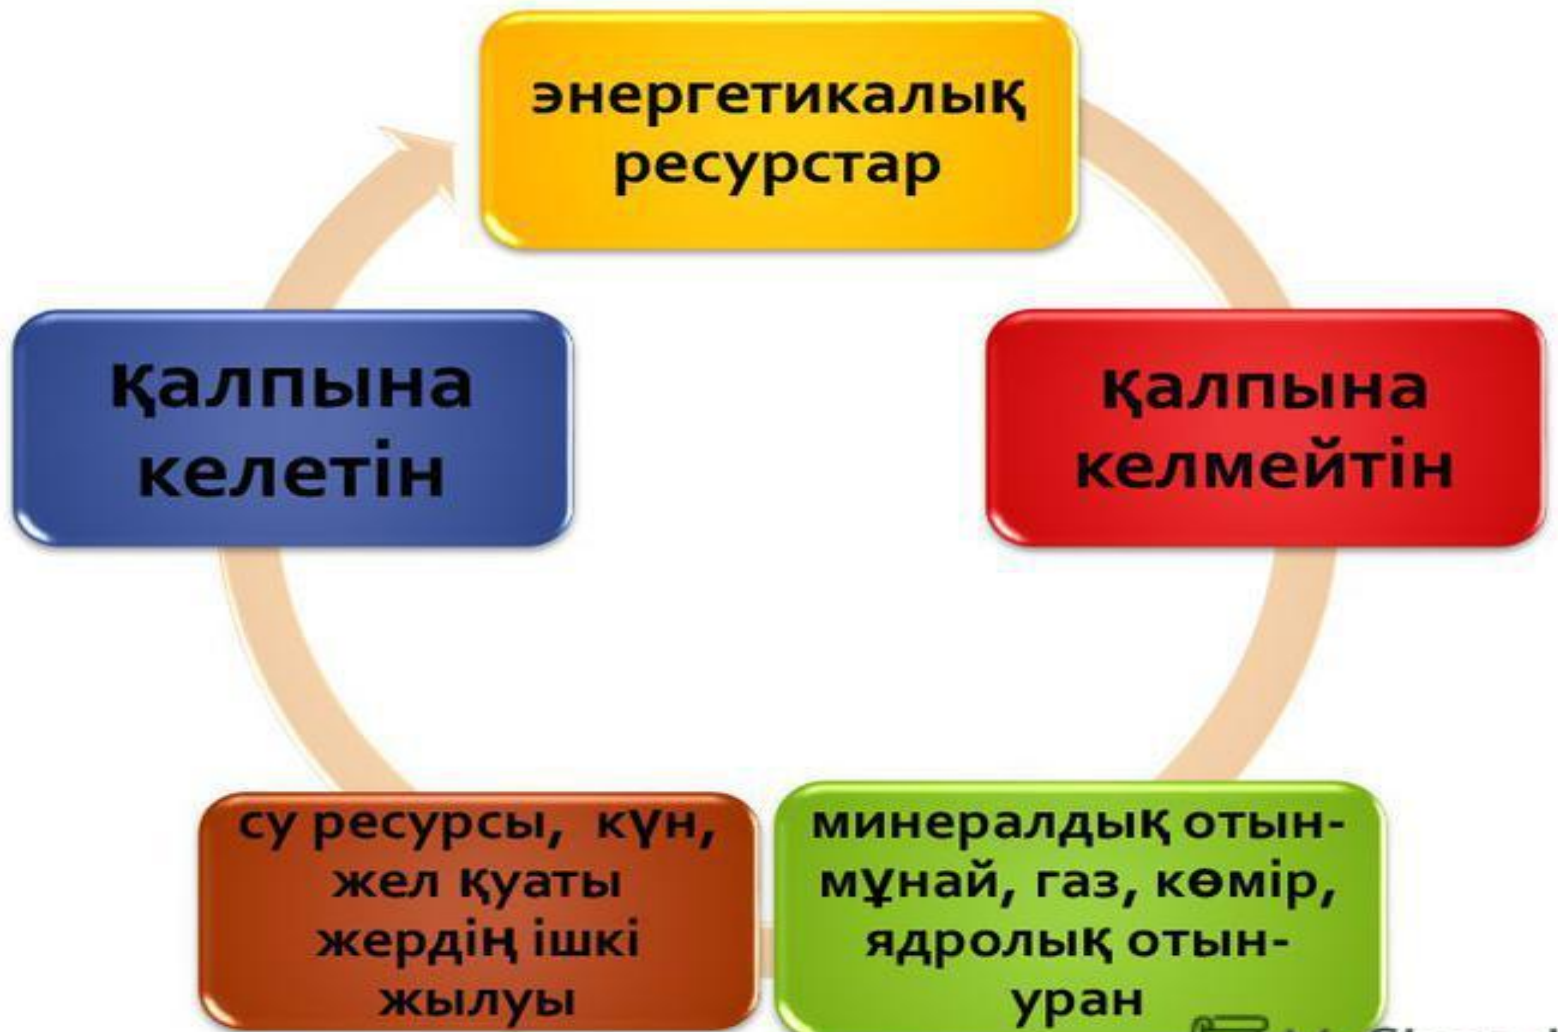 энергетикалық
ресурстар
қалпына
келетін
қалпына
келмейтін
су ресурсы, күн,
жел қуаты
жердің ішкі
жылуы
минералдық отын-
мұнай, газ, көмір,
ядролық отын-
уран